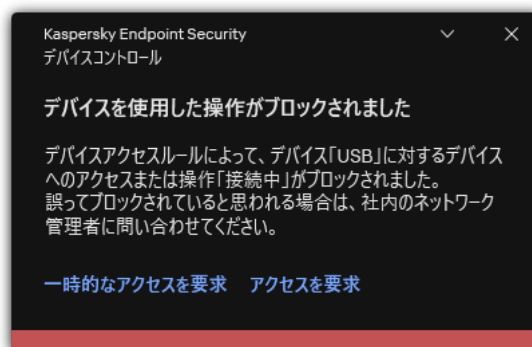 Kaspersky Endpoint Security
デバイスコントロール
デバイスを使用した操作がブロックされました
デバイスアクセスルールによって、デバイス「USB」に対するデバイス
へのアクセスまたは操作「接続中」がブロックされました。
誤ってブロックされていると思われる場合は、社内のネットワーク
管理者に問い合わせてください。
一時的なアクセスを要求 アクセスを要求